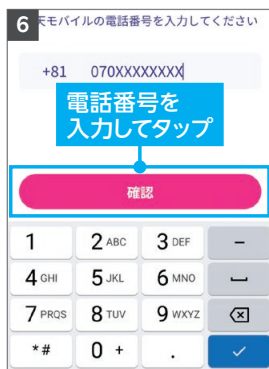 6
天モバイルの電話番号を入力してください
+81 070XXXXXXXX
電話番号を
入力してタップ
確認
1 2 ABC 3 DEF −
4 GHI 5 JKL 6 MNO
7 PRQS 8 TUV 9 WXYZ
*# 0 + .